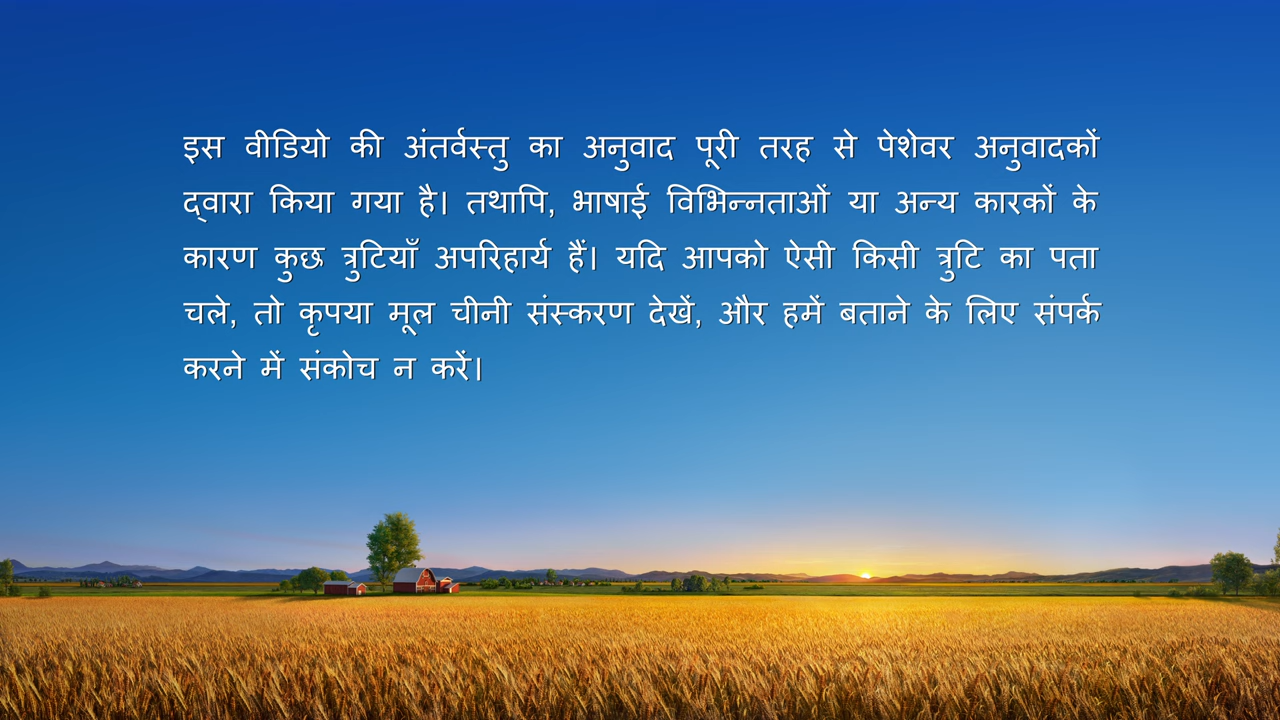 इस वीडियो की अंतर्वस्तु का अनुवाद पूरी तरह से पेशेवर अनुवादकों
द्वारा किया गया है। तथापि, भाषाई विभिन्नताओं या अन्य कारकों के
कारण कुछ त्रुटियाँ अपरिहार्य हैं। यदि आपको ऐसी किसी त्रुटि का पता
चले, तो कृपया मूल चीनी संस्करण देखें, और हमें बताने के लिए संपर्क
करने में संकोच न करें।